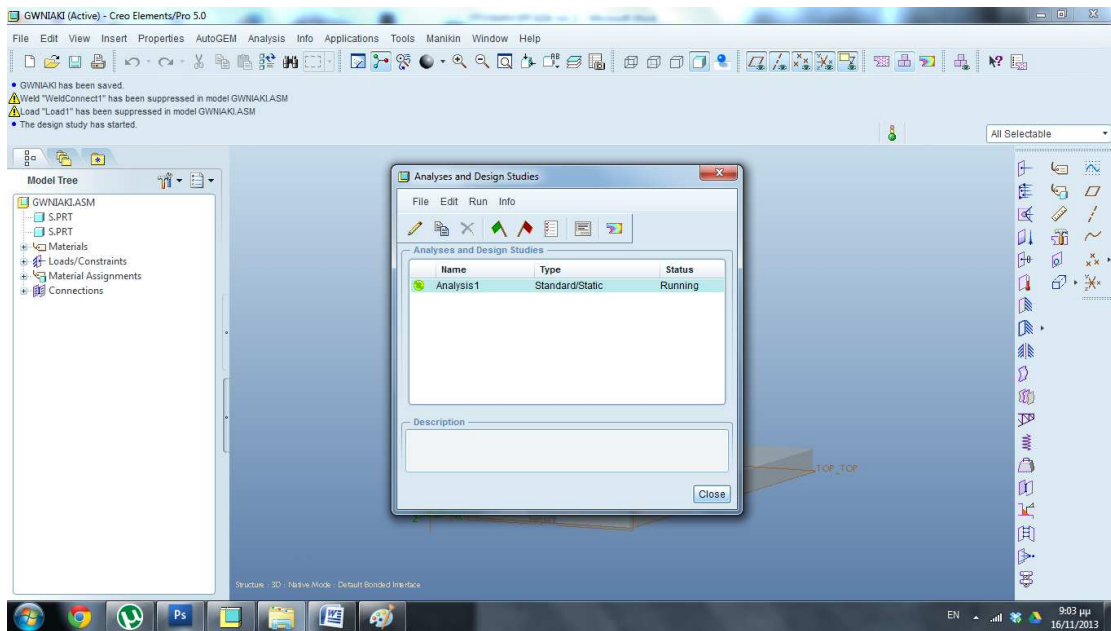 GWNIAKI (Active) - Creo Elements/Pro 5.0
File Edit View Insert Properties AutoGEM Analysis Info Applications Tools Manikin Window Help
GWNIAKI has been saved.
Weld "WeldConnect1" has been suppressed in model GWNIAKI.ASM
Load "Load1" has been suppressed in model GWNIAKI.ASM
The design study has started.
All Selectable
Model Tree
GWNIAKI.ASM
S.PRT
S.PRT
Materials
Loads/Constraints
Material Assignments
Connections
Analyses and Design Studies
File Edit Run Info
Analyses and Design Studies
Name Type Status
Analysis1 Standard/Static Running
Description
Close
TOP_TOP
Structure : 3D : Native Mode : Default Bonded Interface
Ps
EN 9:03 μμ
16/11/2013